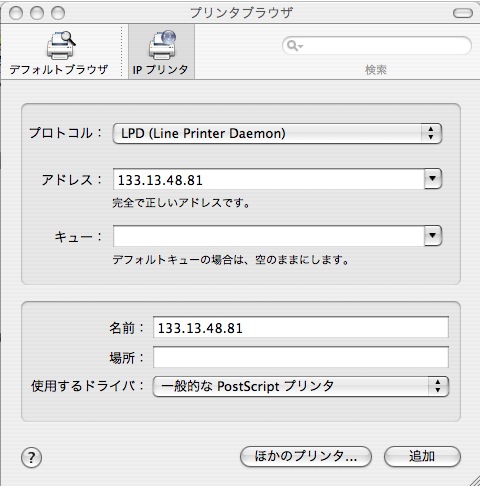 プリンタブラウザ
デフォルトブラウザ
IP プリンタ
検索
プロトコル：
LPD (Line Printer Daemon)
アドレス：
133.13.48.81
完全で正しいアドレスです。
キュー：
デフォルトキューの場合は、空のままにします。
名前：
133.13.48.81
場所：
使用するドライバ：
一般的な PostScript プリンタ
?
ほかのプリンタ...
追加